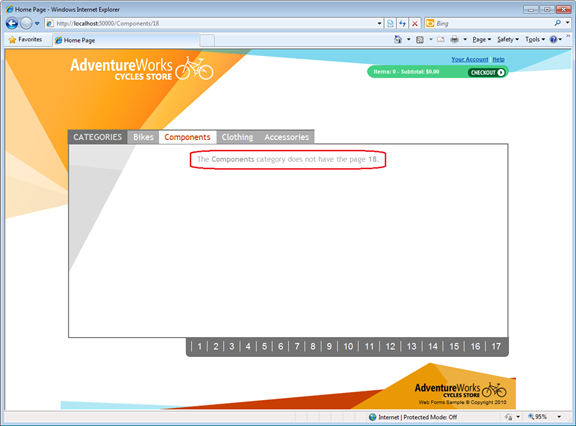 Home Page - Windows Internet Explorer
http://localhost:50000/Components/18
Bing
Favorites Home Page Page Safety Tools
AdventureWorks
CYCLES STORE
Your Account Help
Items: 0 - Subtotal: $0.00 CHECKOUT
CATEGORIES Bikes Components Clothing Accessories
The Components category does not have the page 18.
1 2 3 4 5 6 7 8 9 10 11 12 13 14 15 16 17
AdventureWorks
CYCLES STORE
Web Forms Sample © Copyright 2010
Internet | Protected Mode: Off 95%